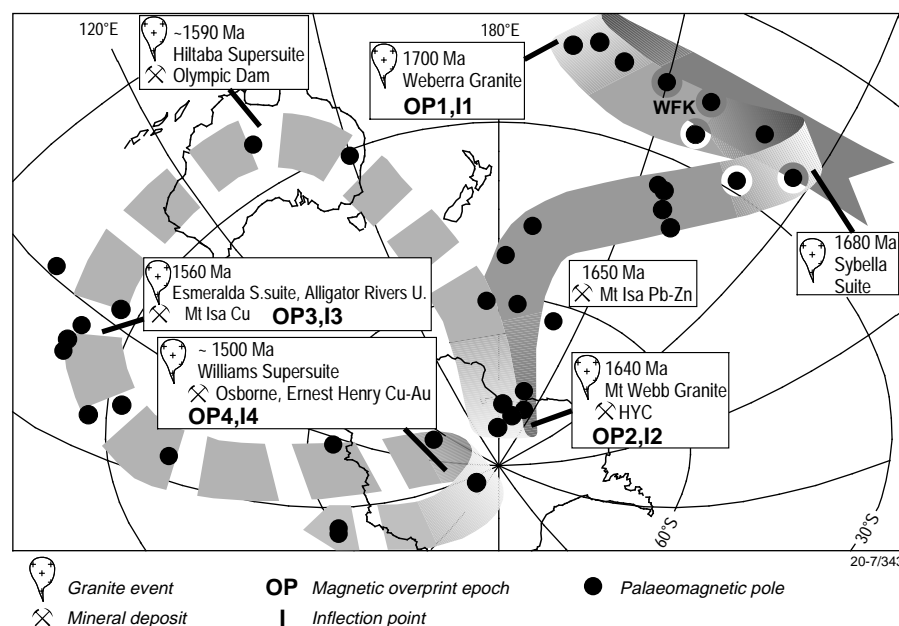 120°E
180°E
~1590 Ma
Hiltaba Supersuite
Olympic Dam
1700 Ma
Weberra Granite
OP1,I1
WFK
1680 Ma
Sybella
Suite
1560 Ma
Esmeralda S.suite, Alligator Rivers U.
Mt Isa Cu OP3,I3
1650 Ma
Mt Isa Pb-Zn
~ 1500 Ma
Williams Supersuite
Osborne, Ernest Henry Cu-Au
OP4,I4
1640 Ma
Mt Webb Granite
HYC
OP2,I2
60°S
30°S
20-7/343
Granite event
OP Magnetic overprint epoch
Palaeomagnetic pole
Mineral deposit
I Inflection point